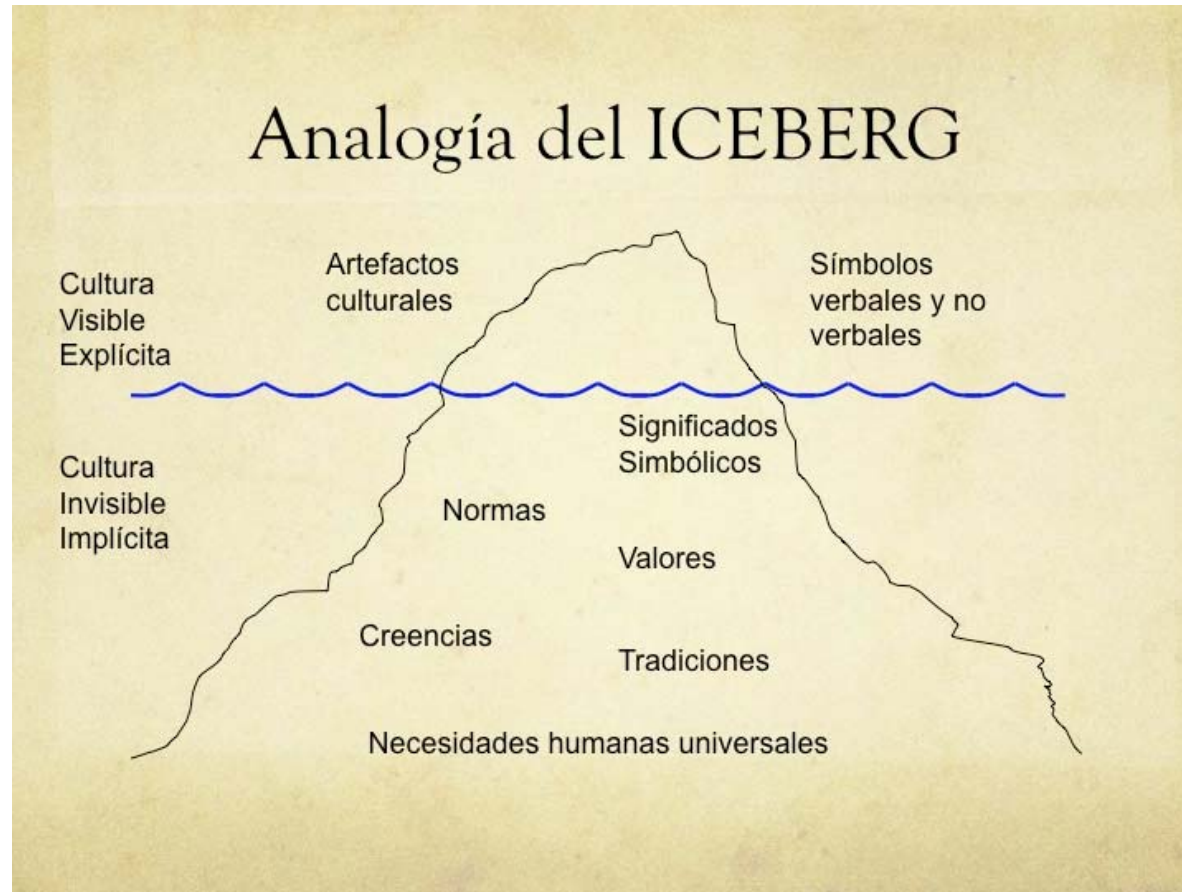 Analogía del ICEBERG
Cultura
Visible
Explícita
Artefactos
culturales
Símbolos
verbales y no
verbales
Cultura
Invisible
Implícita
Significados
Simbólicos
Normas
Valores
Creencias
Tradiciones
Necesidades humanas universales